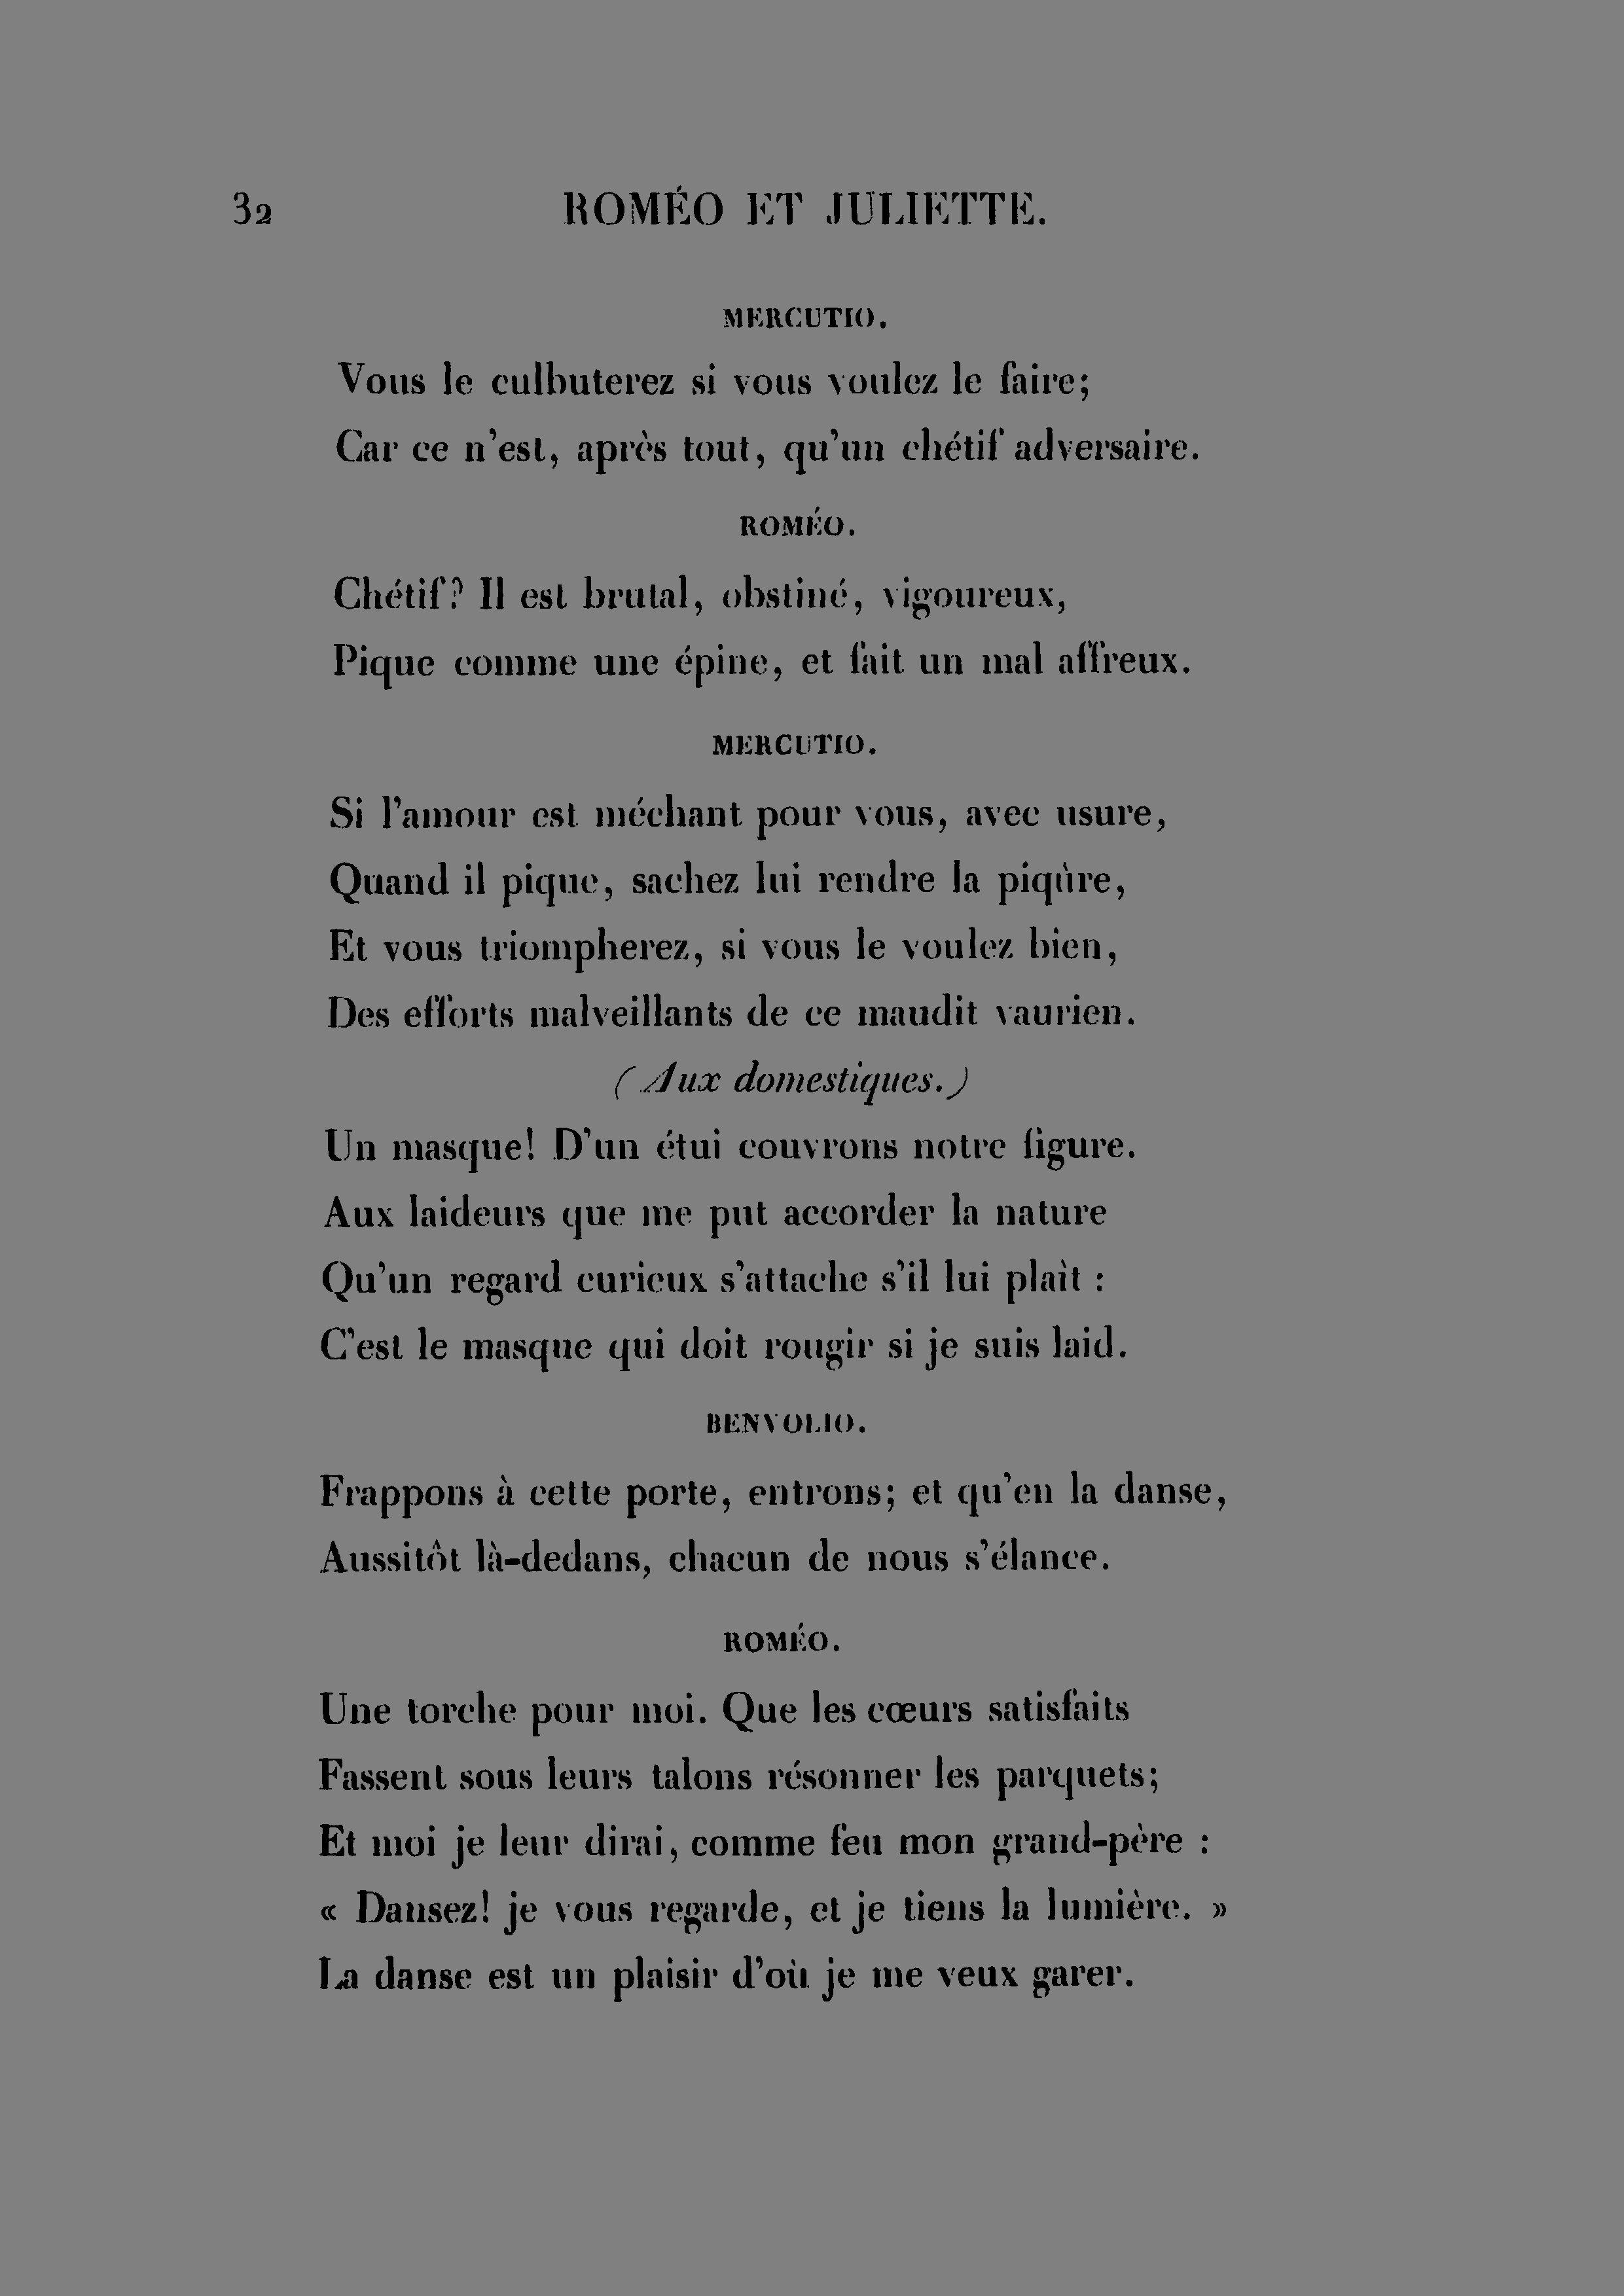 32 ROMÉO ET JULIETTE.
MERCUTIO.
Vous le culbuterez si vous voulez le faire;
Car ce n'est, après tout, qu'un chétif adversaire.
ROMÉO.
Chétif? Il est brutal, obstiné, vigoureux,
Pique comme une épine, et fait un mal affreux.
MERCUTIO.
Si l'amour est méchant pour vous, avec usure,
Quand il pique, sachez lui rendre la piqûre,
Et vous triompherez, si vous le voulez bien,
Des efforts malveillants de ce maudit vaurien.
(Aux domestiques.)
Un masque! D'un étui couvrons notre figure.
Aux laideurs que me put accorder la nature
Qu'un regard curieux s'attache s'il lui plaît :
C'est le masque qui doit rougir si je suis laid.
BENVOLIO.
Frappons à cette porte, entrons; et qu'en la danse,
Aussitôt là-dedans, chacun de nous s'élance.
ROMÉO.
Une torche pour moi. Que les cœurs satisfaits
Fassent sous leurs talons résonner les parquets;
Et moi je leur dirai, comme feu mon grand-père :
« Dansez! je vous regarde, et je tiens la lumière. »
La danse est un plaisir d'où je me veux garer.